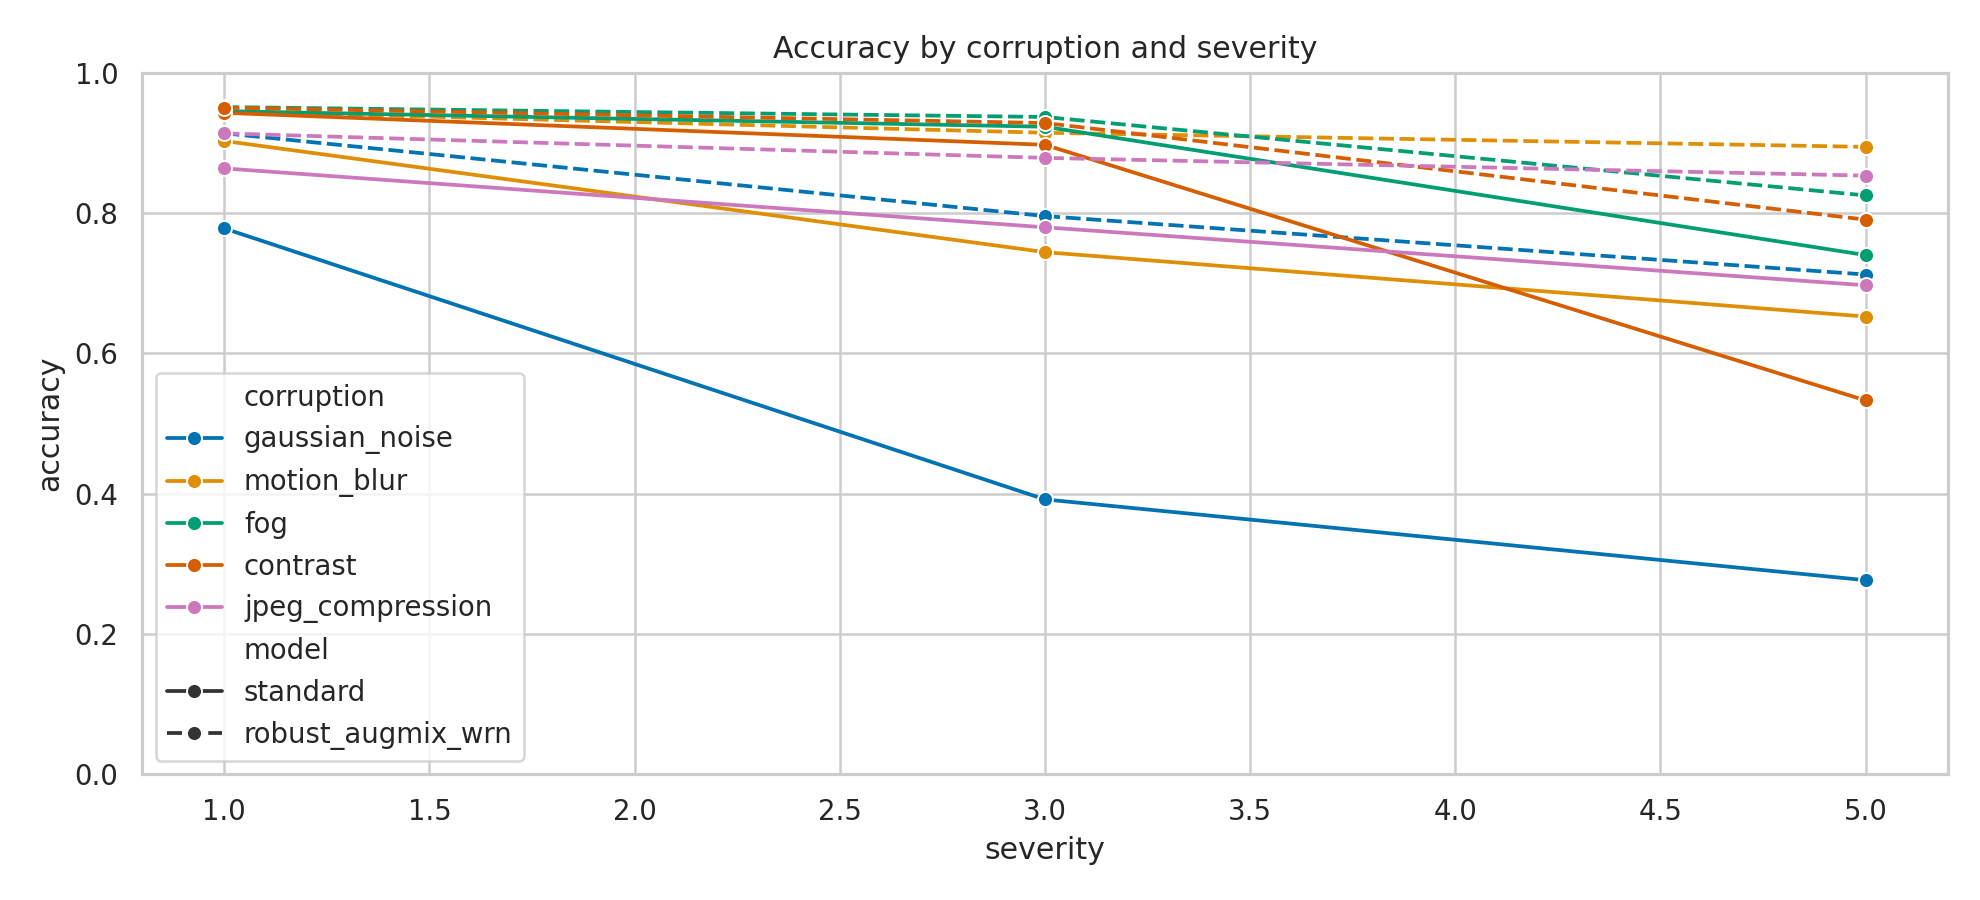 Accuracy by corruption and severity
1.0
0.8
0.6
0.4
0.2
0.0
accuracy
corruption
gaussian_noise
motion_blur
fog
contrast
jpeg_compression
model
standard
robust_augmix_wrn
1.0 1.5 2.0 2.5 3.0 3.5 4.0 4.5 5.0
severity